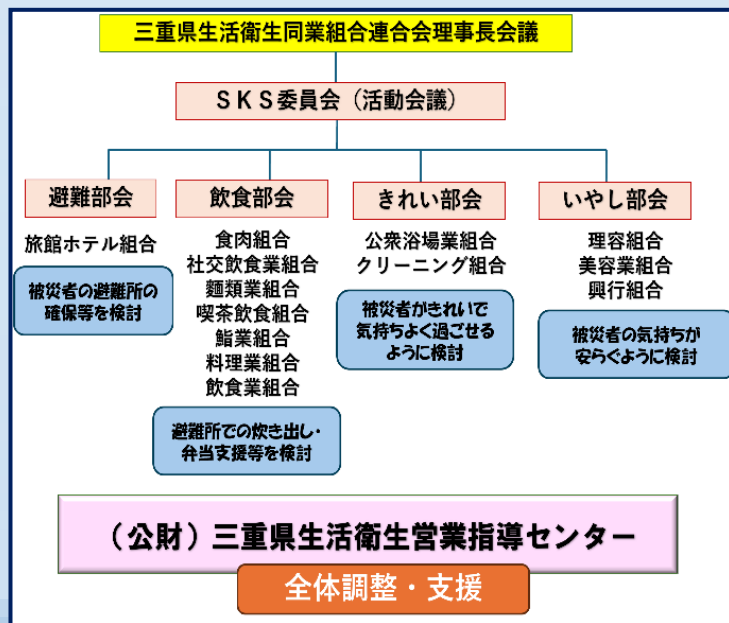 三重県生活衛生同業組合連合会理事長会議
ＳＫＳ委員会（活動会議）
避難部会
旅館ホテル組合
被災者の避難所の
確保等を検討
飲食部会
食肉組合
社交飲食業組合
麵類業組合
喫茶飲食組合
鮨業組合
料理業組合
飲食業組合
避難所での炊き出し・
弁当支援等を検討
きれい部会
公衆浴場業組合
クリーニング組合
被災者がきれいで
気持ちよく過ごせる
ように検討
いやし部会
理容組合
美容業組合
興行組合
被災者の気持ちが
安らぐように検討
（公財）三重県生活衛生営業指導センター
全体調整・支援